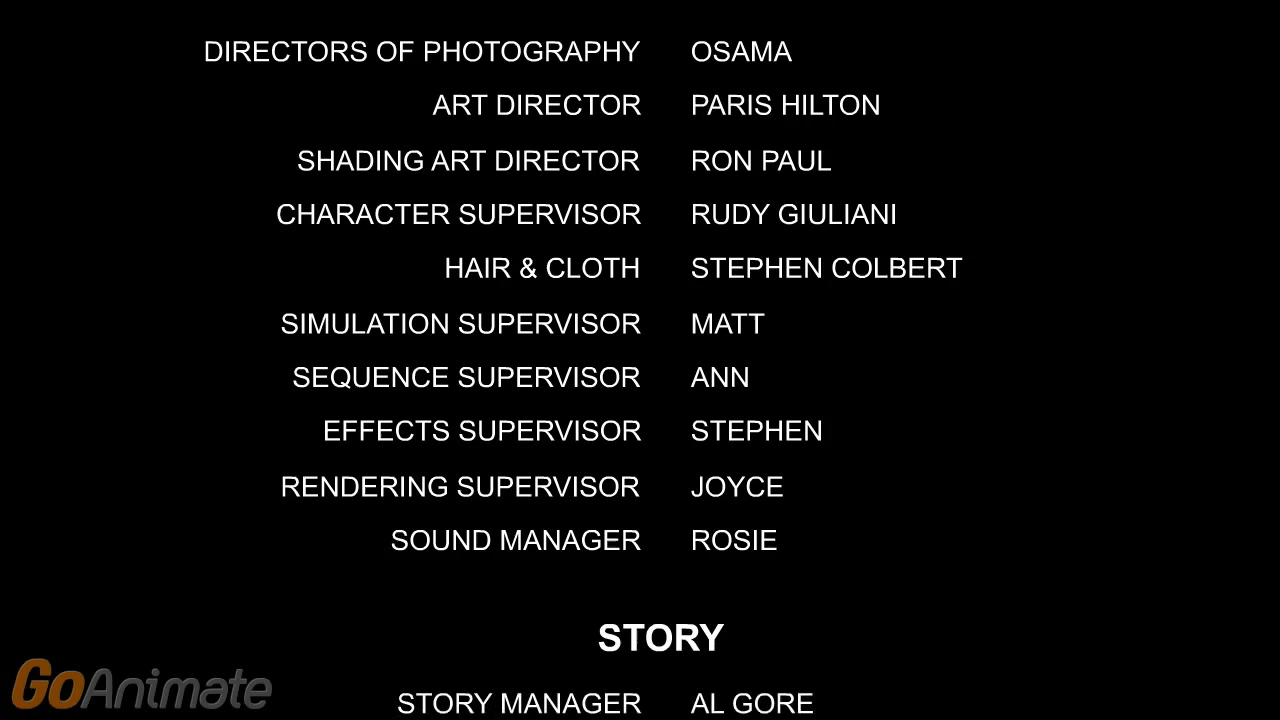 DIRECTORS OF PHOTOGRAPHY OSAMA
ART DIRECTOR PARIS HILTON
SHADING ART DIRECTOR RON PAUL
CHARACTER SUPERVISOR RUDY GIULIANI
HAIR & CLOTH STEPHEN COLBERT
SIMULATION SUPERVISOR MATT
SEQUENCE SUPERVISOR ANN
EFFECTS SUPERVISOR STEPHEN
RENDERING SUPERVISOR JOYCE
SOUND MANAGER ROSIE
STORY
STORY MANAGER AL GORE
GoAnimate